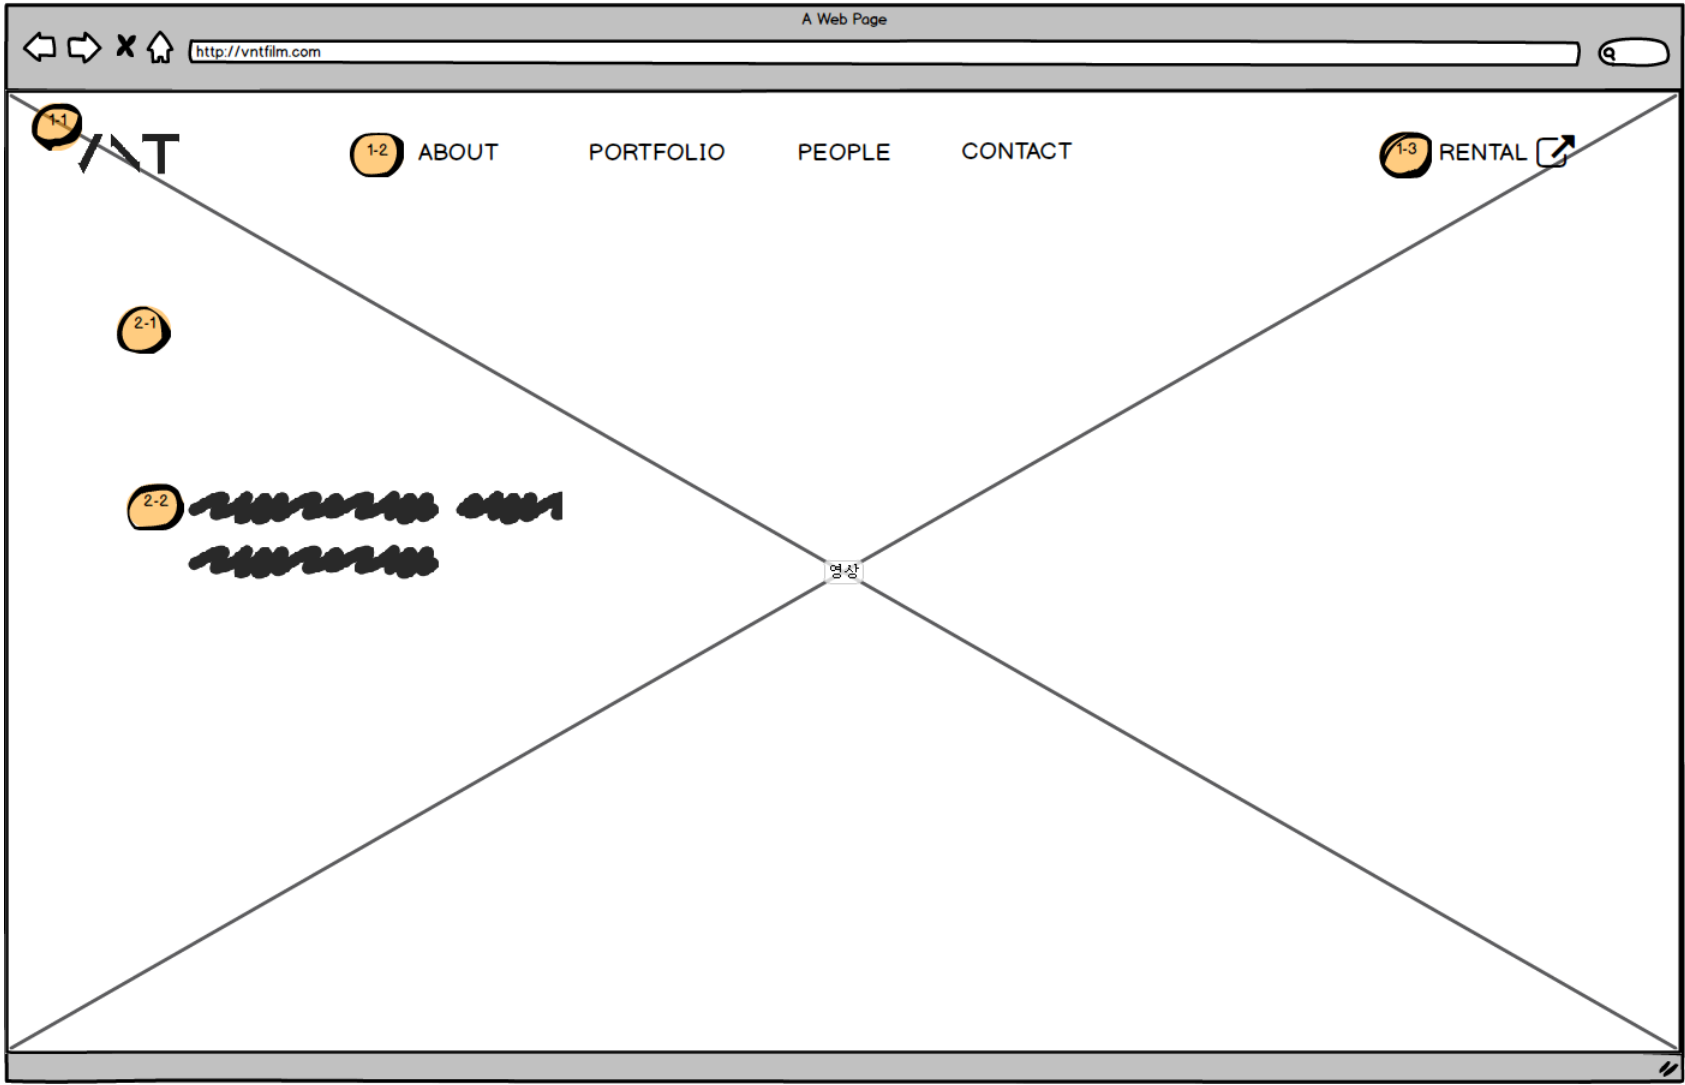 A Web Page
http://vntfilm.com
1-1
VNT
1-2 ABOUT PORTFOLIO PEOPLE CONTACT 1-3 RENTAL
2-1
2-2
영상